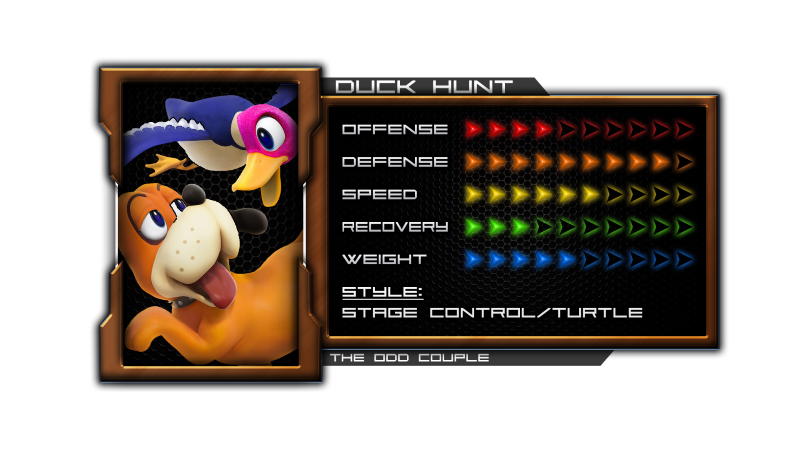 DUCK HUNT
OFFENSE
DEFENSE
SPEED
RECOVERY
WEIGHT
STYLE:
STAGE CONTROL/TURTLE
THE ODD COUPLE